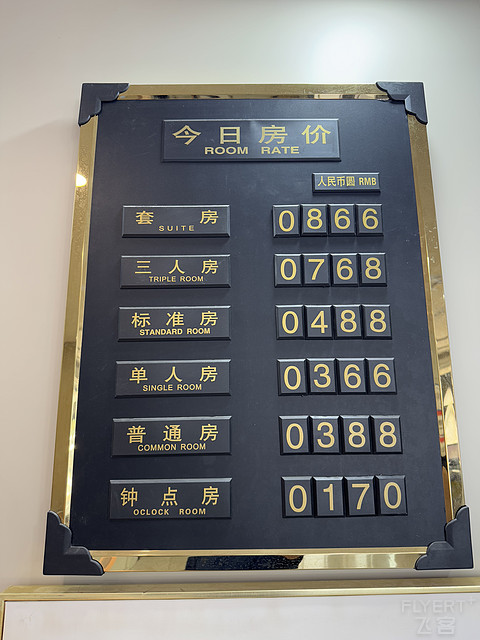 今日房价
ROOM RATE
人民币圆 RMB
套房 0866
SUITE
三人房 0768
TRIPLE ROOM
标准房 0488
STANDARD ROOM
单人房 0366
SINGLE ROOM
普通房 0388
COMMON ROOM
钟点房 0170
OCLOCK ROOM
FLYERT+
飞客